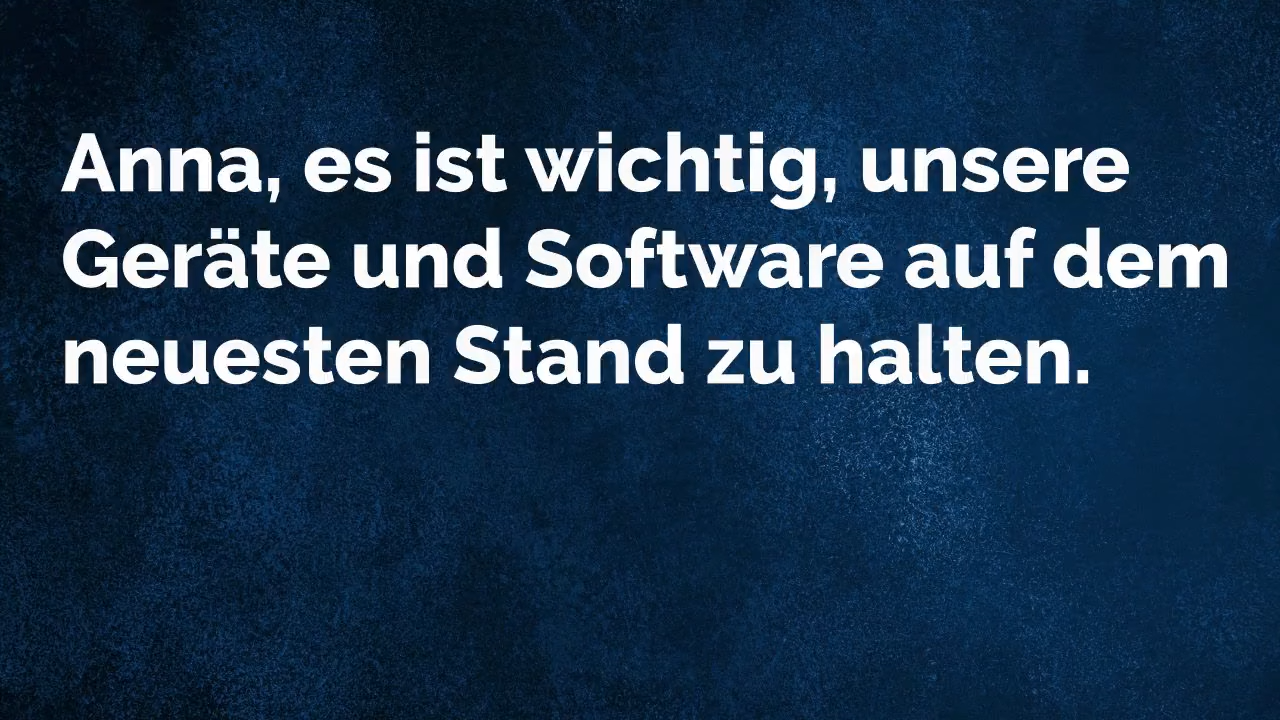 Anna, es ist wichtig, unsere
Geräte und Software auf dem
neuesten Stand zu halten.